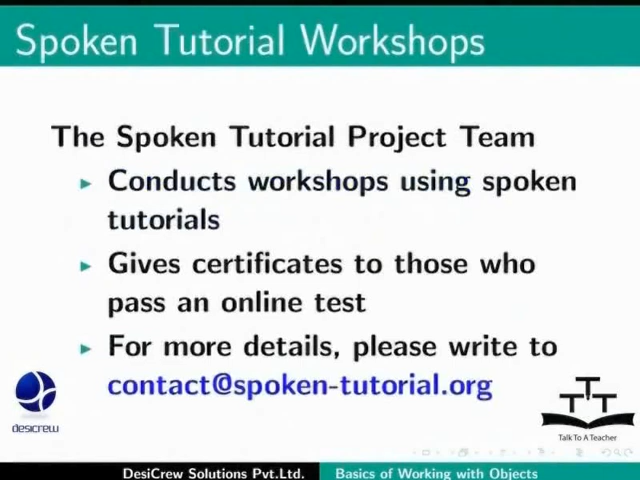 Spoken Tutorial Workshops
The Spoken Tutorial Project Team
Conducts workshops using spoken
tutorials
Gives certificates to those who
pass an online test
For more details, please write to
contact@spoken-tutorial.org
desicrew
TTT
Talk To A Teacher
DesiCrew Solutions Pvt.Ltd.
Basics of Working with Objects